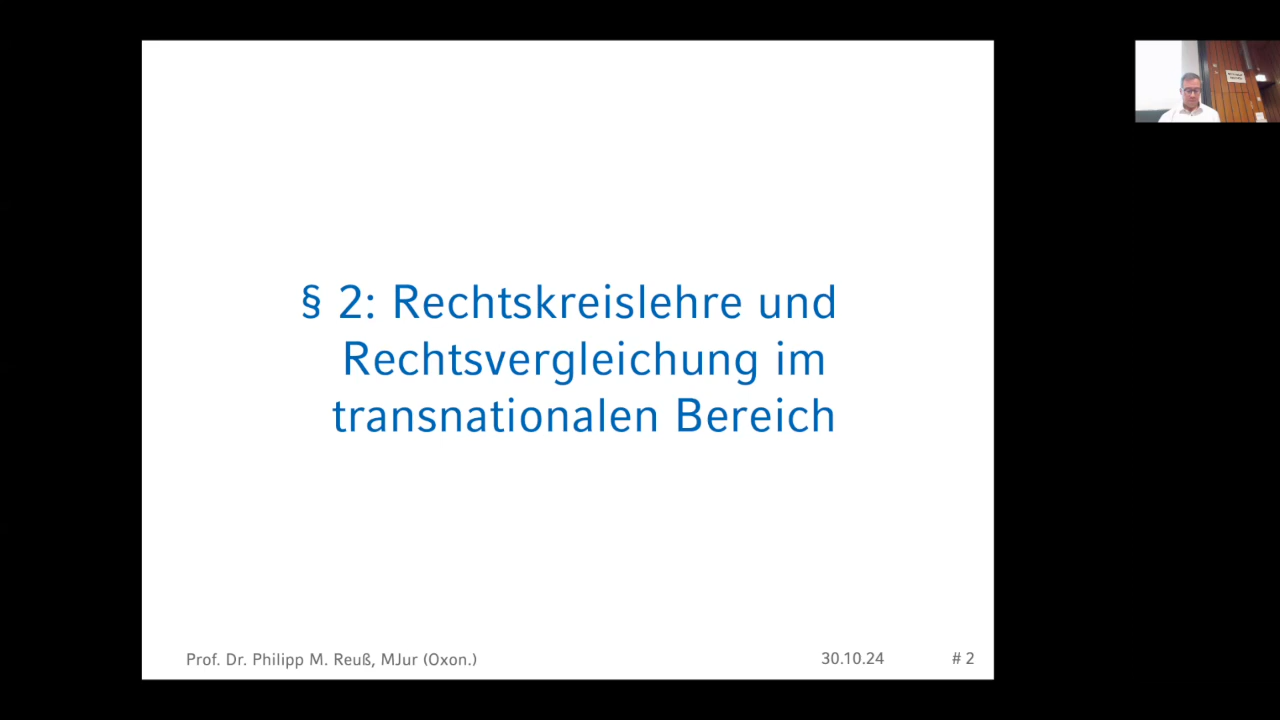 § 2: Rechtskreislehre und
Rechtsvergleichung im
transnationalen Bereich
Prof. Dr. Philipp M. Reuß, MJur (Oxon.)
30.10.24
# 2